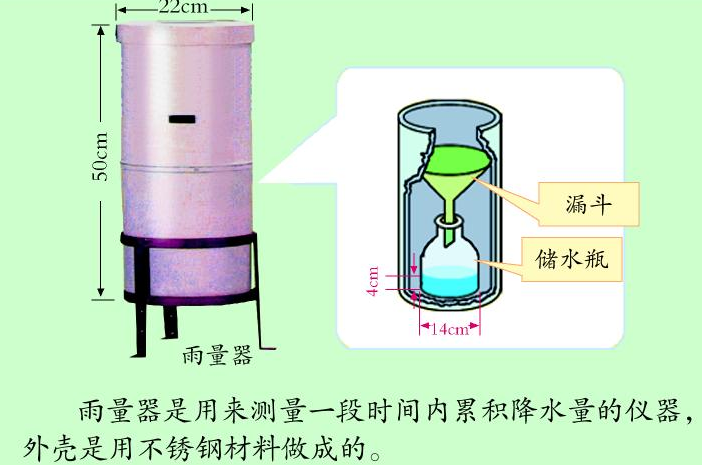 22cm
50cm
漏斗
储水瓶
4cm
14cm
雨量器
雨量器是用来测量一段时间内累积降水量的仪器，
外壳是用不锈钢材料做成的。